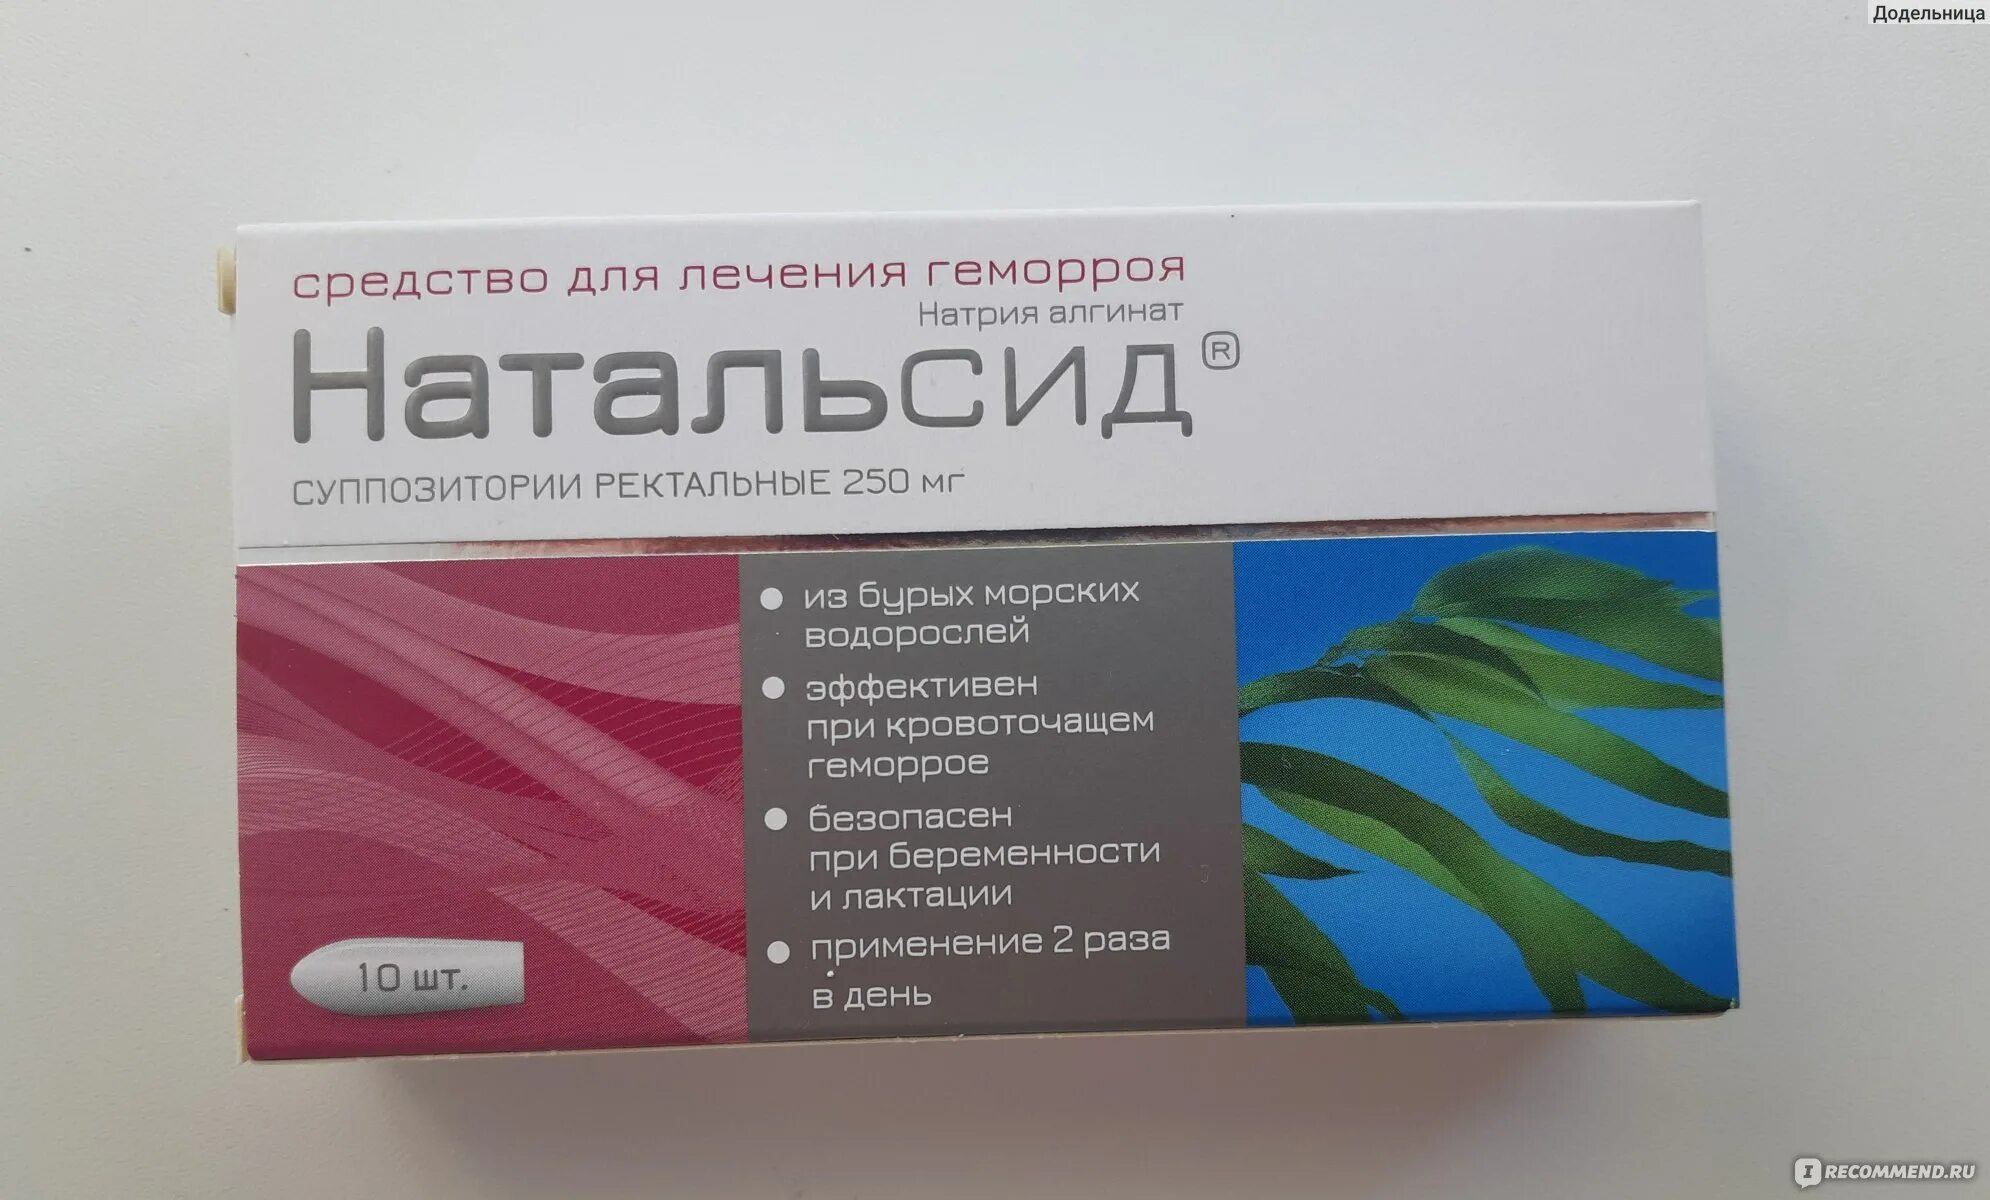 Додельница
средство для лечения геморроя
Натрия алгинат
Натальсид®
суппозитории ректальные 250 мг
из бурых морских
водорослей
эффективен
при кровоточащем
геморрое
безопасен
при беременности
и лактации
применение 2 раза
в день
10 шт.
IRECOMMEND.RU